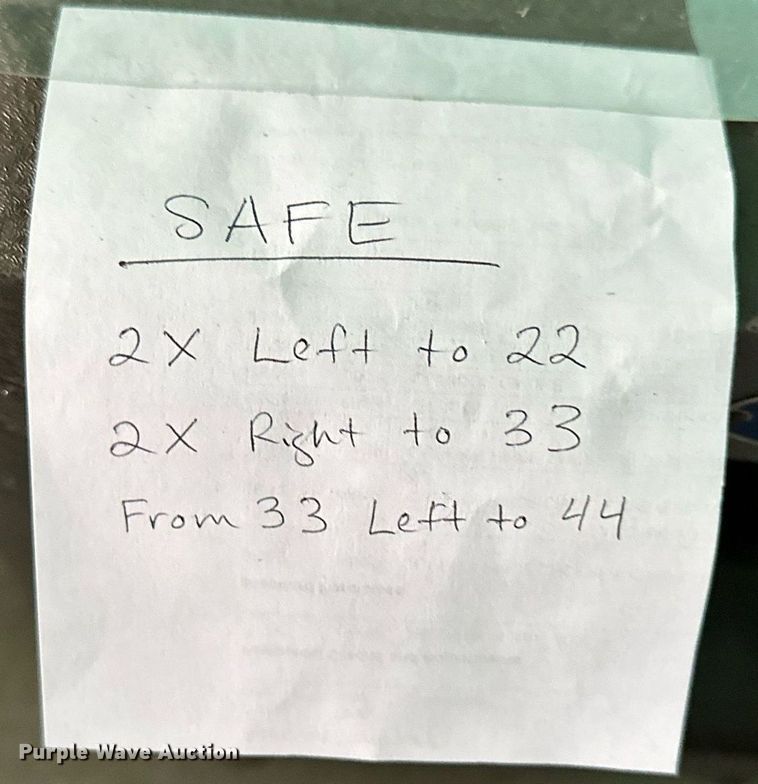 SAFE
2X Left to 22
2X Right to 33
From 33 Left to 44
Purple Wave Auction